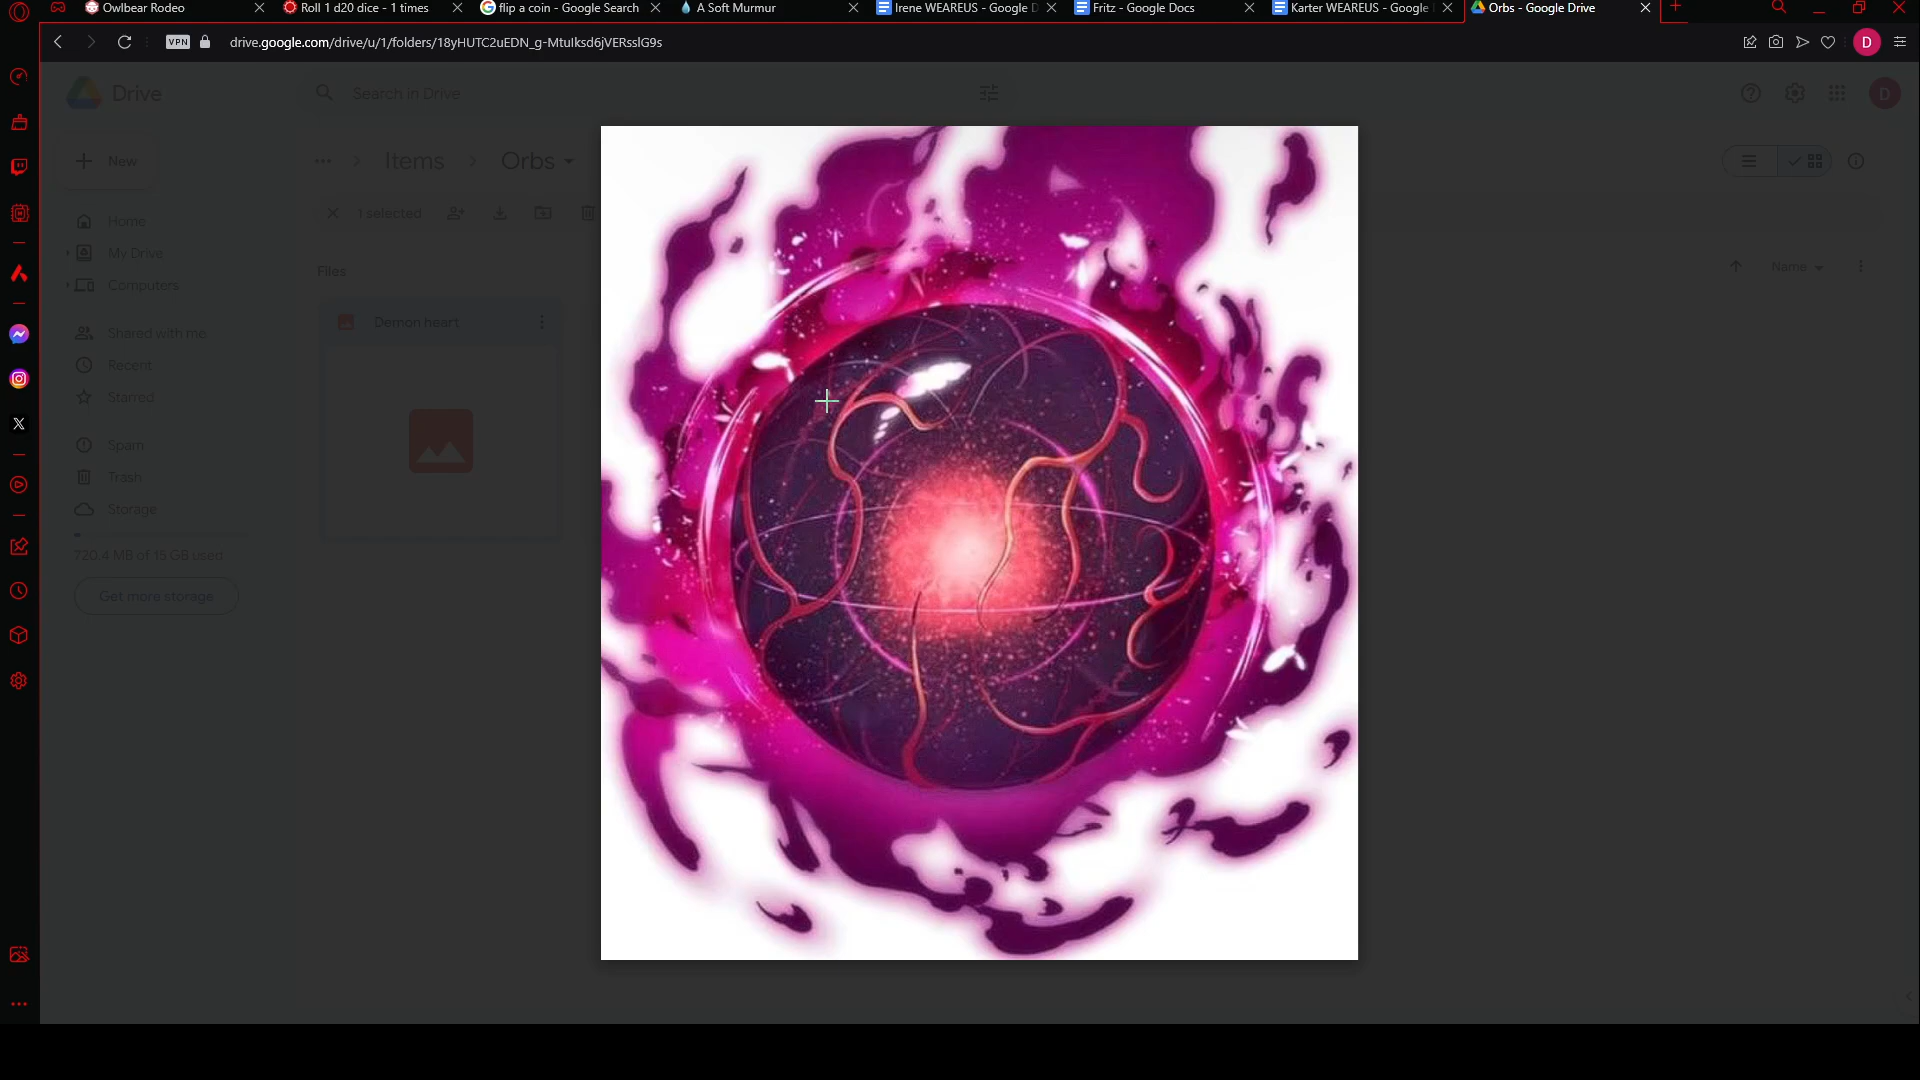 Owlbear Rodeo
Roll 1 d20 dice - 1 times
flip a coin - Google Search
A Soft Murmur
Irene WEAREUS - Google D
Fritz - Google Docs
Karter WEAREUS - Google
Orbs - Google Drive
VPN
drive.google.com/drive/u/1/folders/18yHUTC2uEDN_g-MtuIksd6jVERsslG9s
D
Drive
Search in Drive
D
New
Items
Orbs
1 selected
Home
My Drive
Computers
Files
Name
Demon heart
Shared with me
Recent
Starred
Spam
Trash
Storage
720.4 MB of 15 GB used
Get more storage